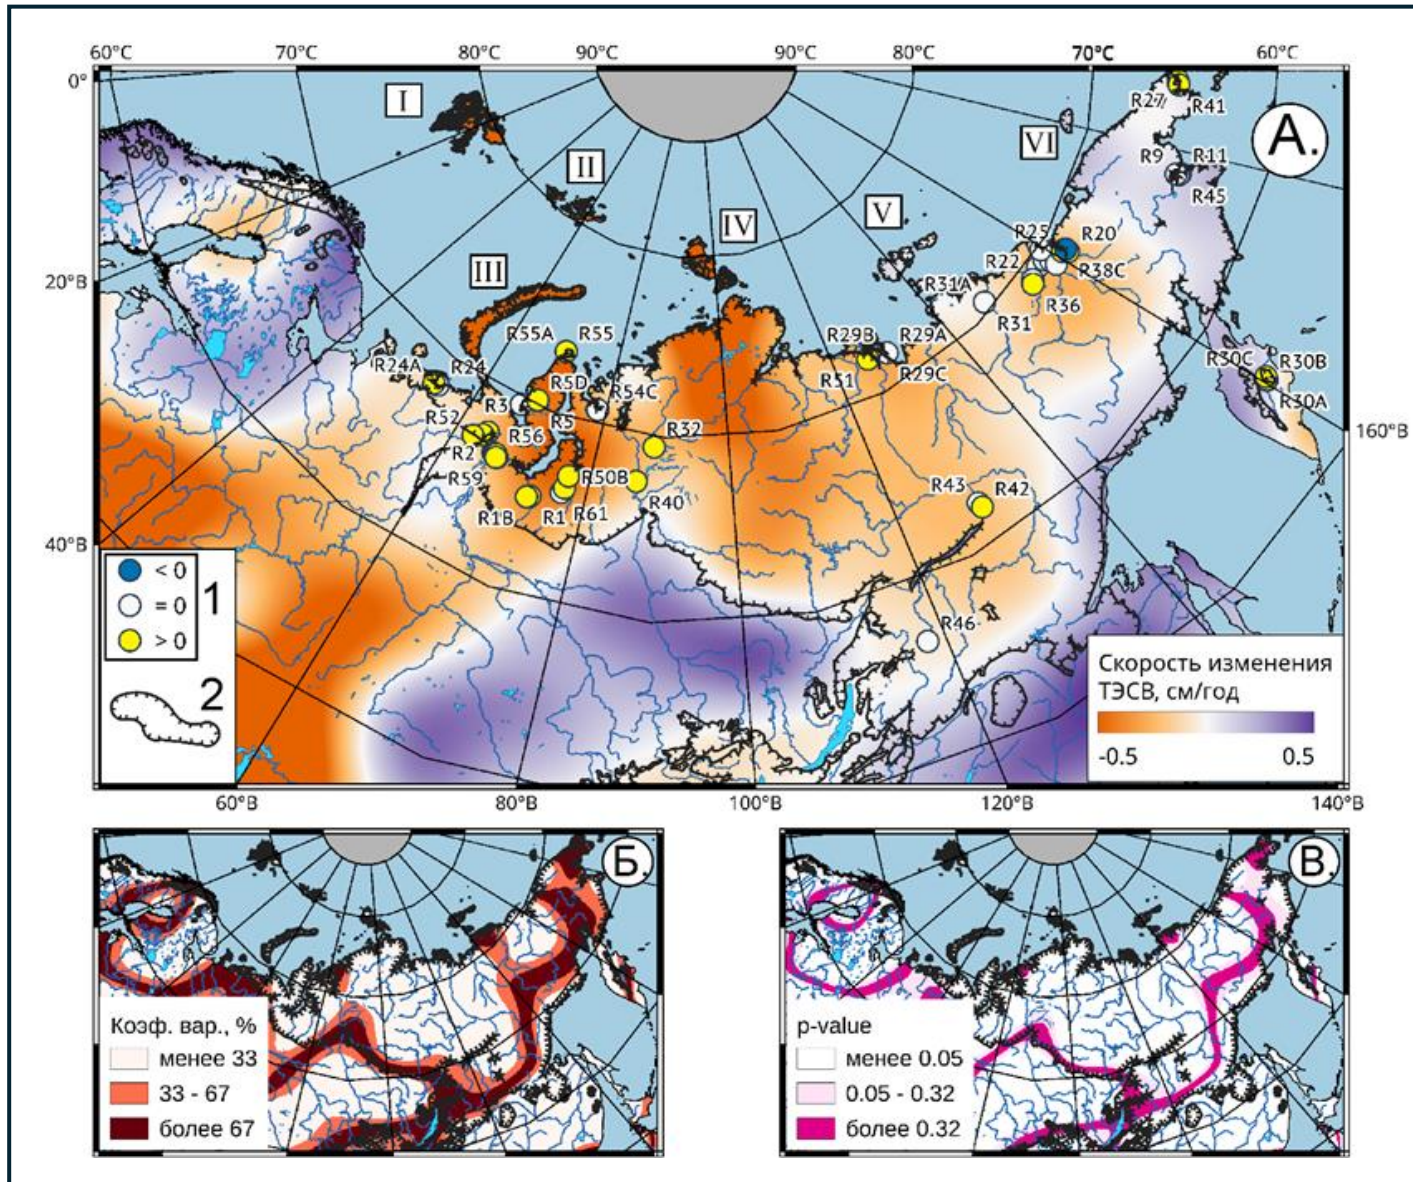 60°С 70°С 80°С 90°С 90°С 80°С 70°С 60°С
0°
I
R27 R41
II
VI
А.
R9 R11
R45
III
IV
V
R25 R20
R22 R38C
20°В
R31A
R36
R31
R55A R55
R29B R29A
R24A R24
R51 R29C
R30C R30B
R30A
R5D R54C
R3
R5
R52
R56
R32
160°В
R2
R59
R50B
R40
R43 R42
R1B R1 R61
40°В
< 0
= 0
> 0
1
2
R46
Скорость изменения
ТЭСВ, см/год
-0.5 0.5
60°В 80°В 100°В 120°В 140°В
Б.
Коэф. вар., %
менее 33
33 - 67
более 67
В.
p-value
менее 0.05
0.05 - 0.32
более 0.32